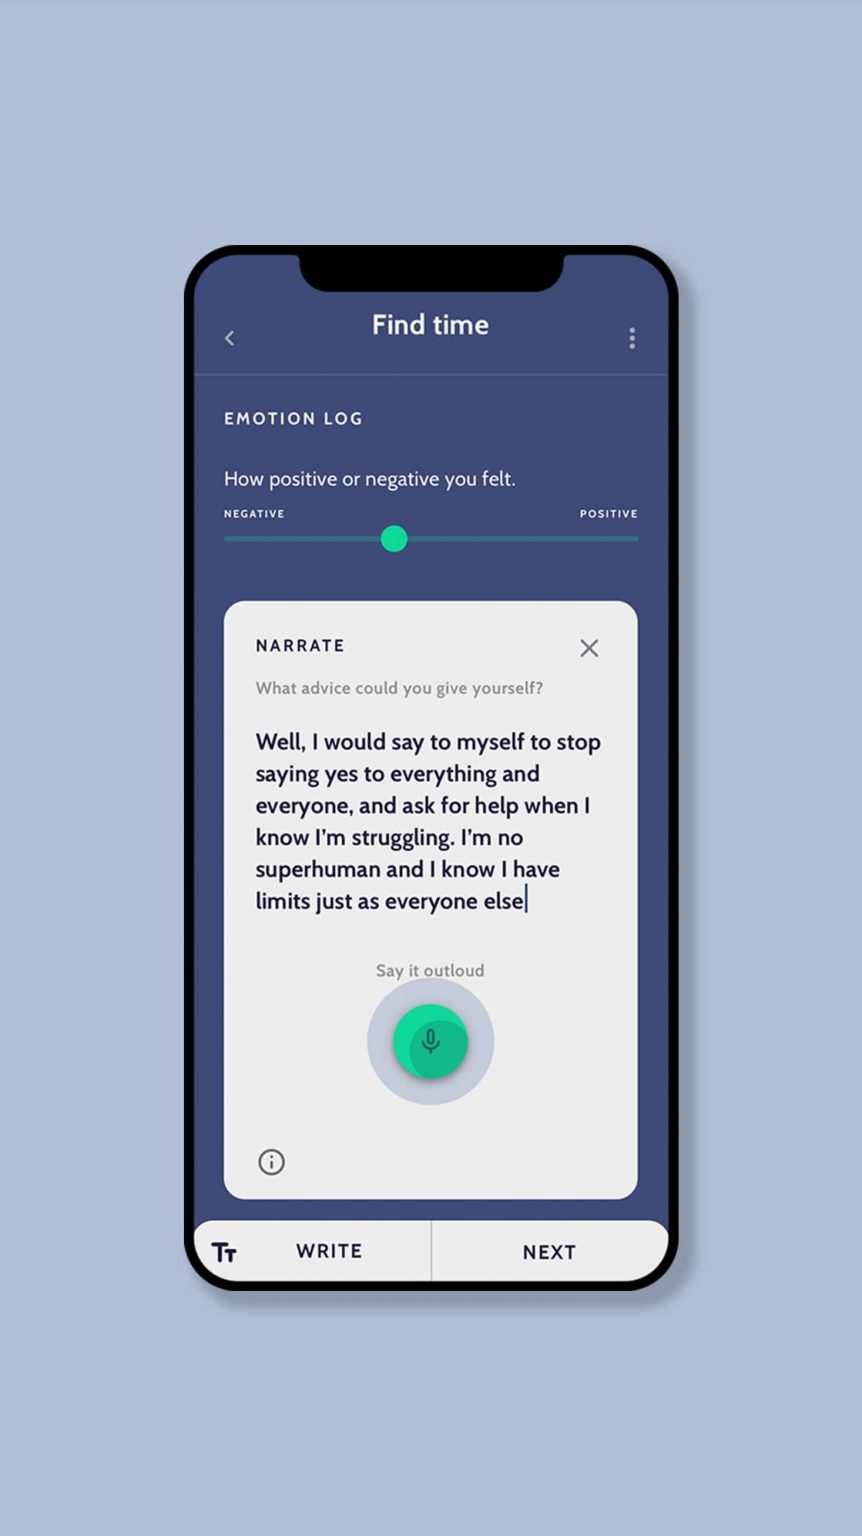 Find time
EMOTION LOG
How positive or negative you felt.
NEGATIVE
POSITIVE
NARRATE
What advice could you give yourself?
Well, I would say to myself to stop
saying yes to everything and
everyone, and ask for help when I
know I’m struggling. I’m no
superhuman and I know I have
limits just as everyone else
Say it outloud
TT WRITE
NEXT